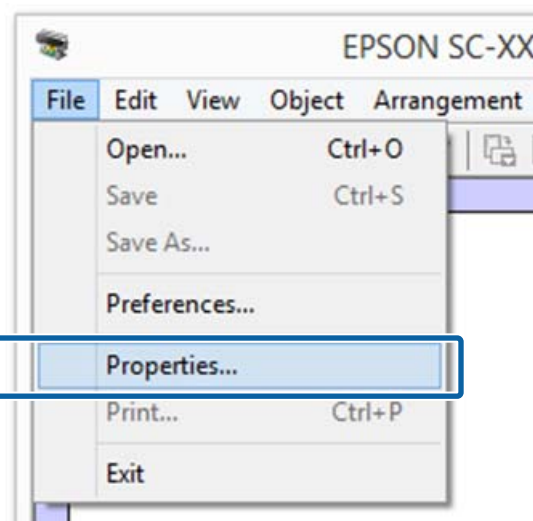 EPSON SC-XX
File Edit View Object Arrangement
Open... Ctrl+O
Save Ctrl+S
Save As...
Preferences...
Properties...
Print... Ctrl+P
Exit